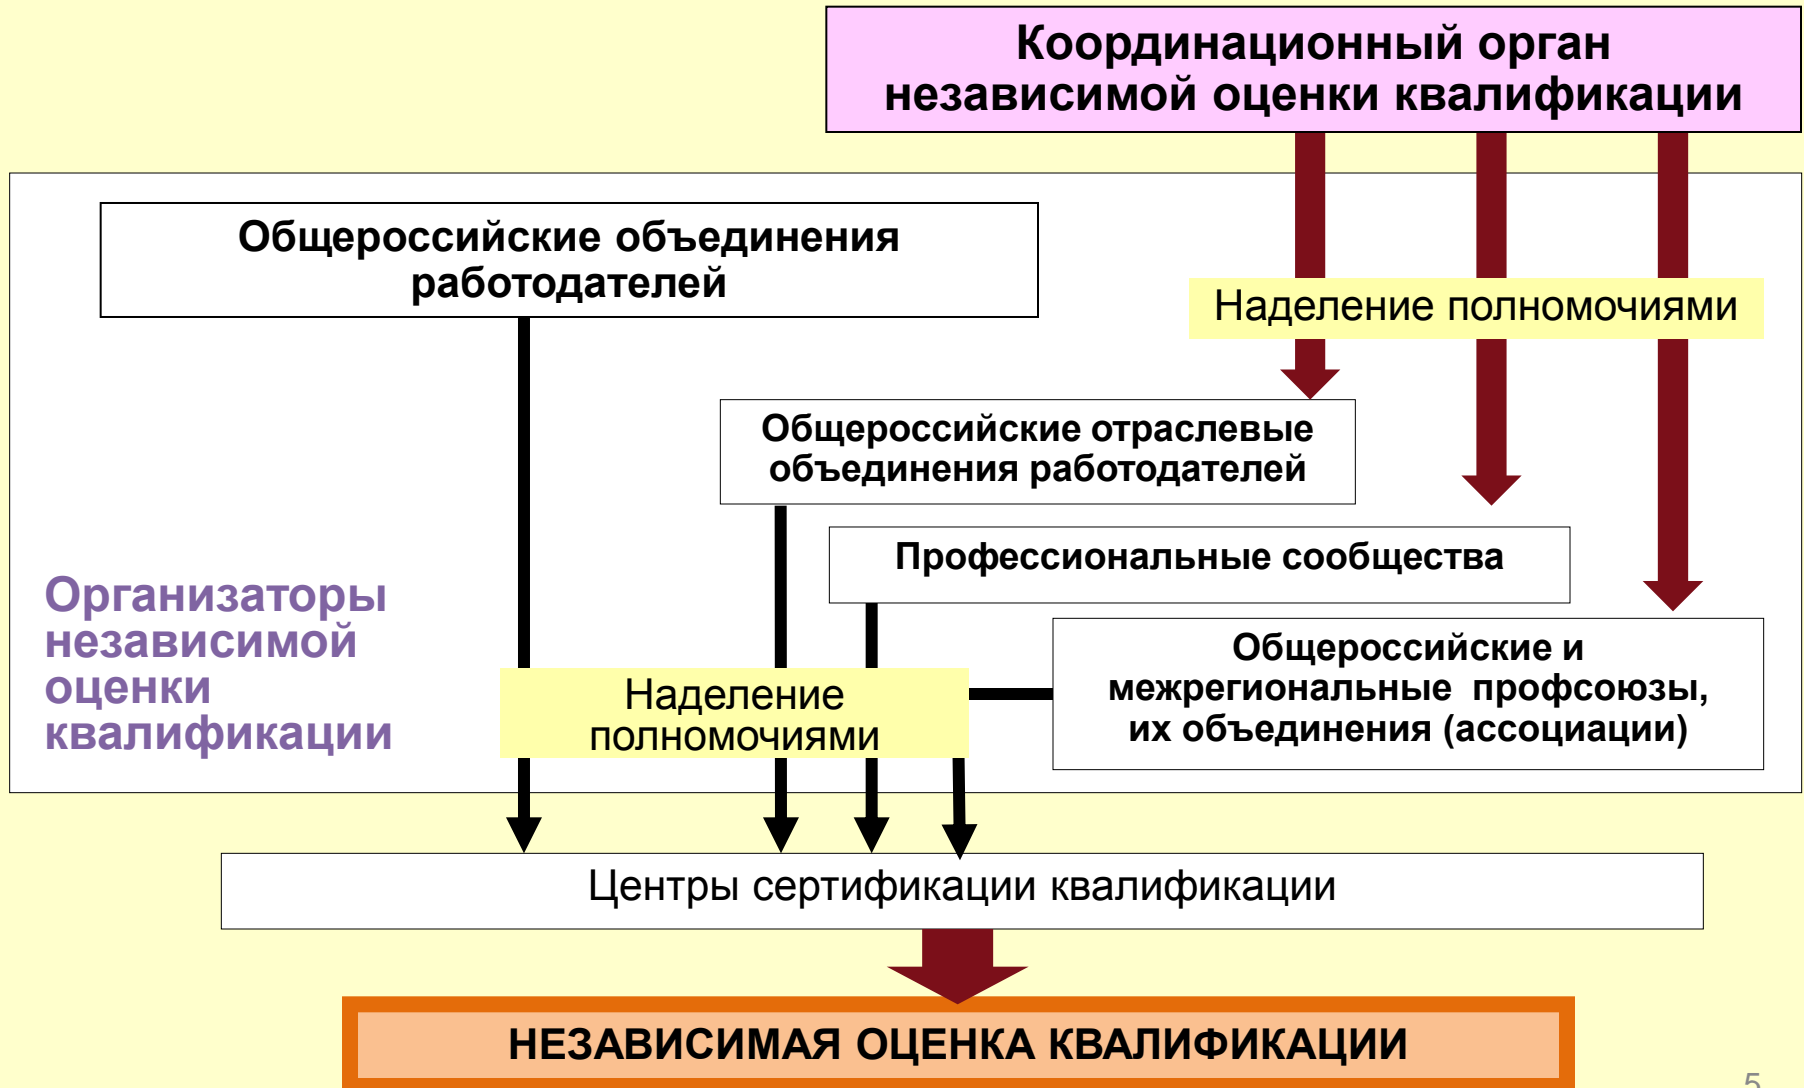 Координационный орган
независимой оценки квалификации
Общероссийские объединения
работодателей
Наделение полномочиями
Общероссийские отраслевые
объединения работодателей
Профессиональные сообщества
Организаторы
независимой
оценки
квалификации
Общероссийские и
межрегиональные профсоюзы,
их объединения (ассоциации)
Наделение
полномочиями
Центры сертификации квалификации
НЕЗАВИСИМАЯ ОЦЕНКА КВАЛИФИКАЦИИ
5